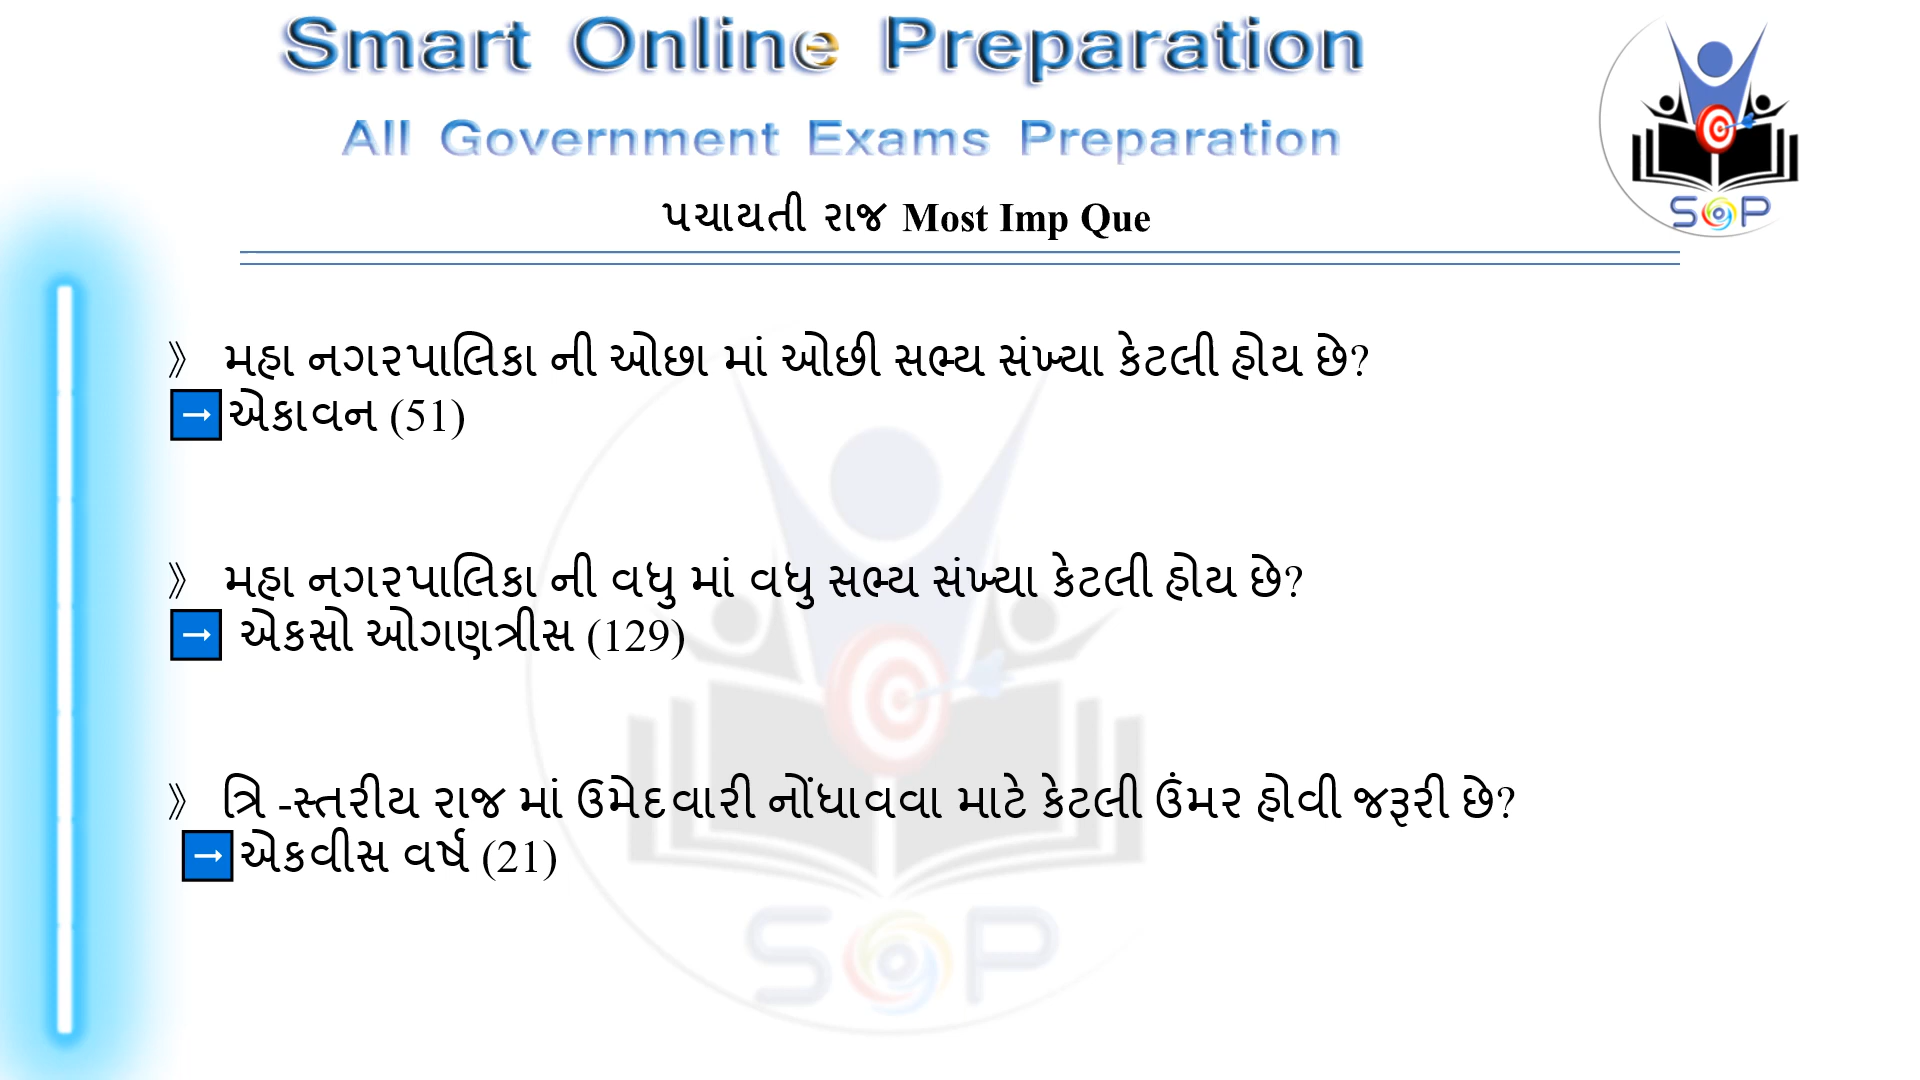 Smart Online Preparation
All Government Exams Preparation
SOP
પચાયતી રાજ Most Imp Que
》 મહા નગરપાલિકા ની ઓછા માં ઓછી સભ્ય સંખ્યા કેટલી હોય છે?
➡એકાવન (51)
》 મહા નગરપાલિકા ની વધુ માં વધુ સભ્ય સંખ્યા કેટલી હોય છે?
➡ એકસો ઓગણત્રીસ (129)
》 ત્રિ -સ્તરીય રાજ માં ઉમેદવારી નોંધાવવા માટે કેટલી ઉંમર હોવી જરૂરી છે?
➡એકવીસ વર્ષ (21)
SOP